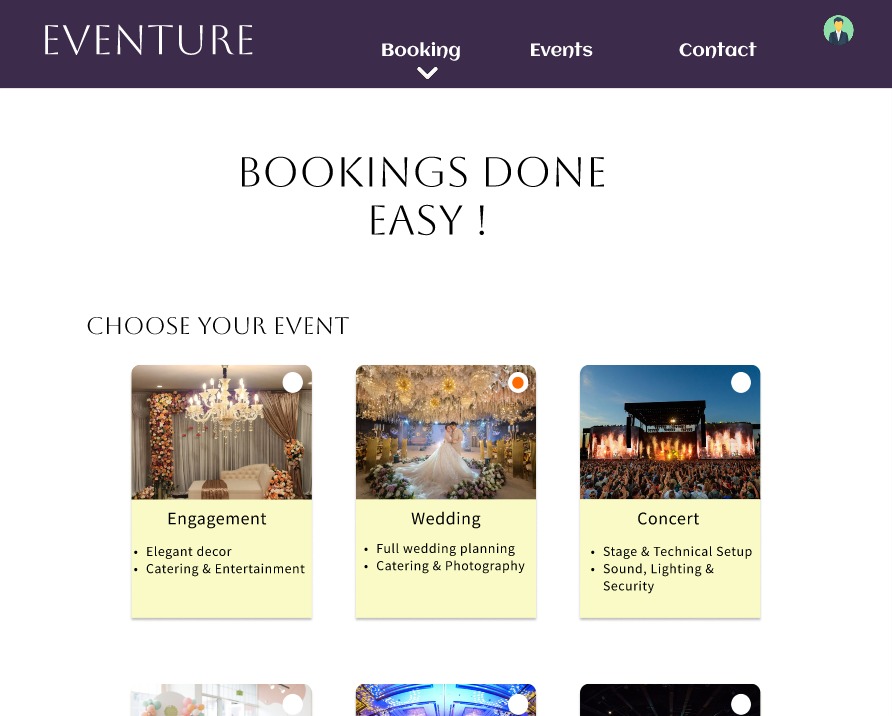 EVENTURE
Booking
Events
Contact
BOOKINGS DONE
EASY !
CHOOSE YOUR EVENT
Engagement
• Elegant decor
• Catering & Entertainment
Wedding
• Full wedding planning
• Catering & Photography
Concert
• Stage & Technical Setup
• Sound, Lighting &
Security